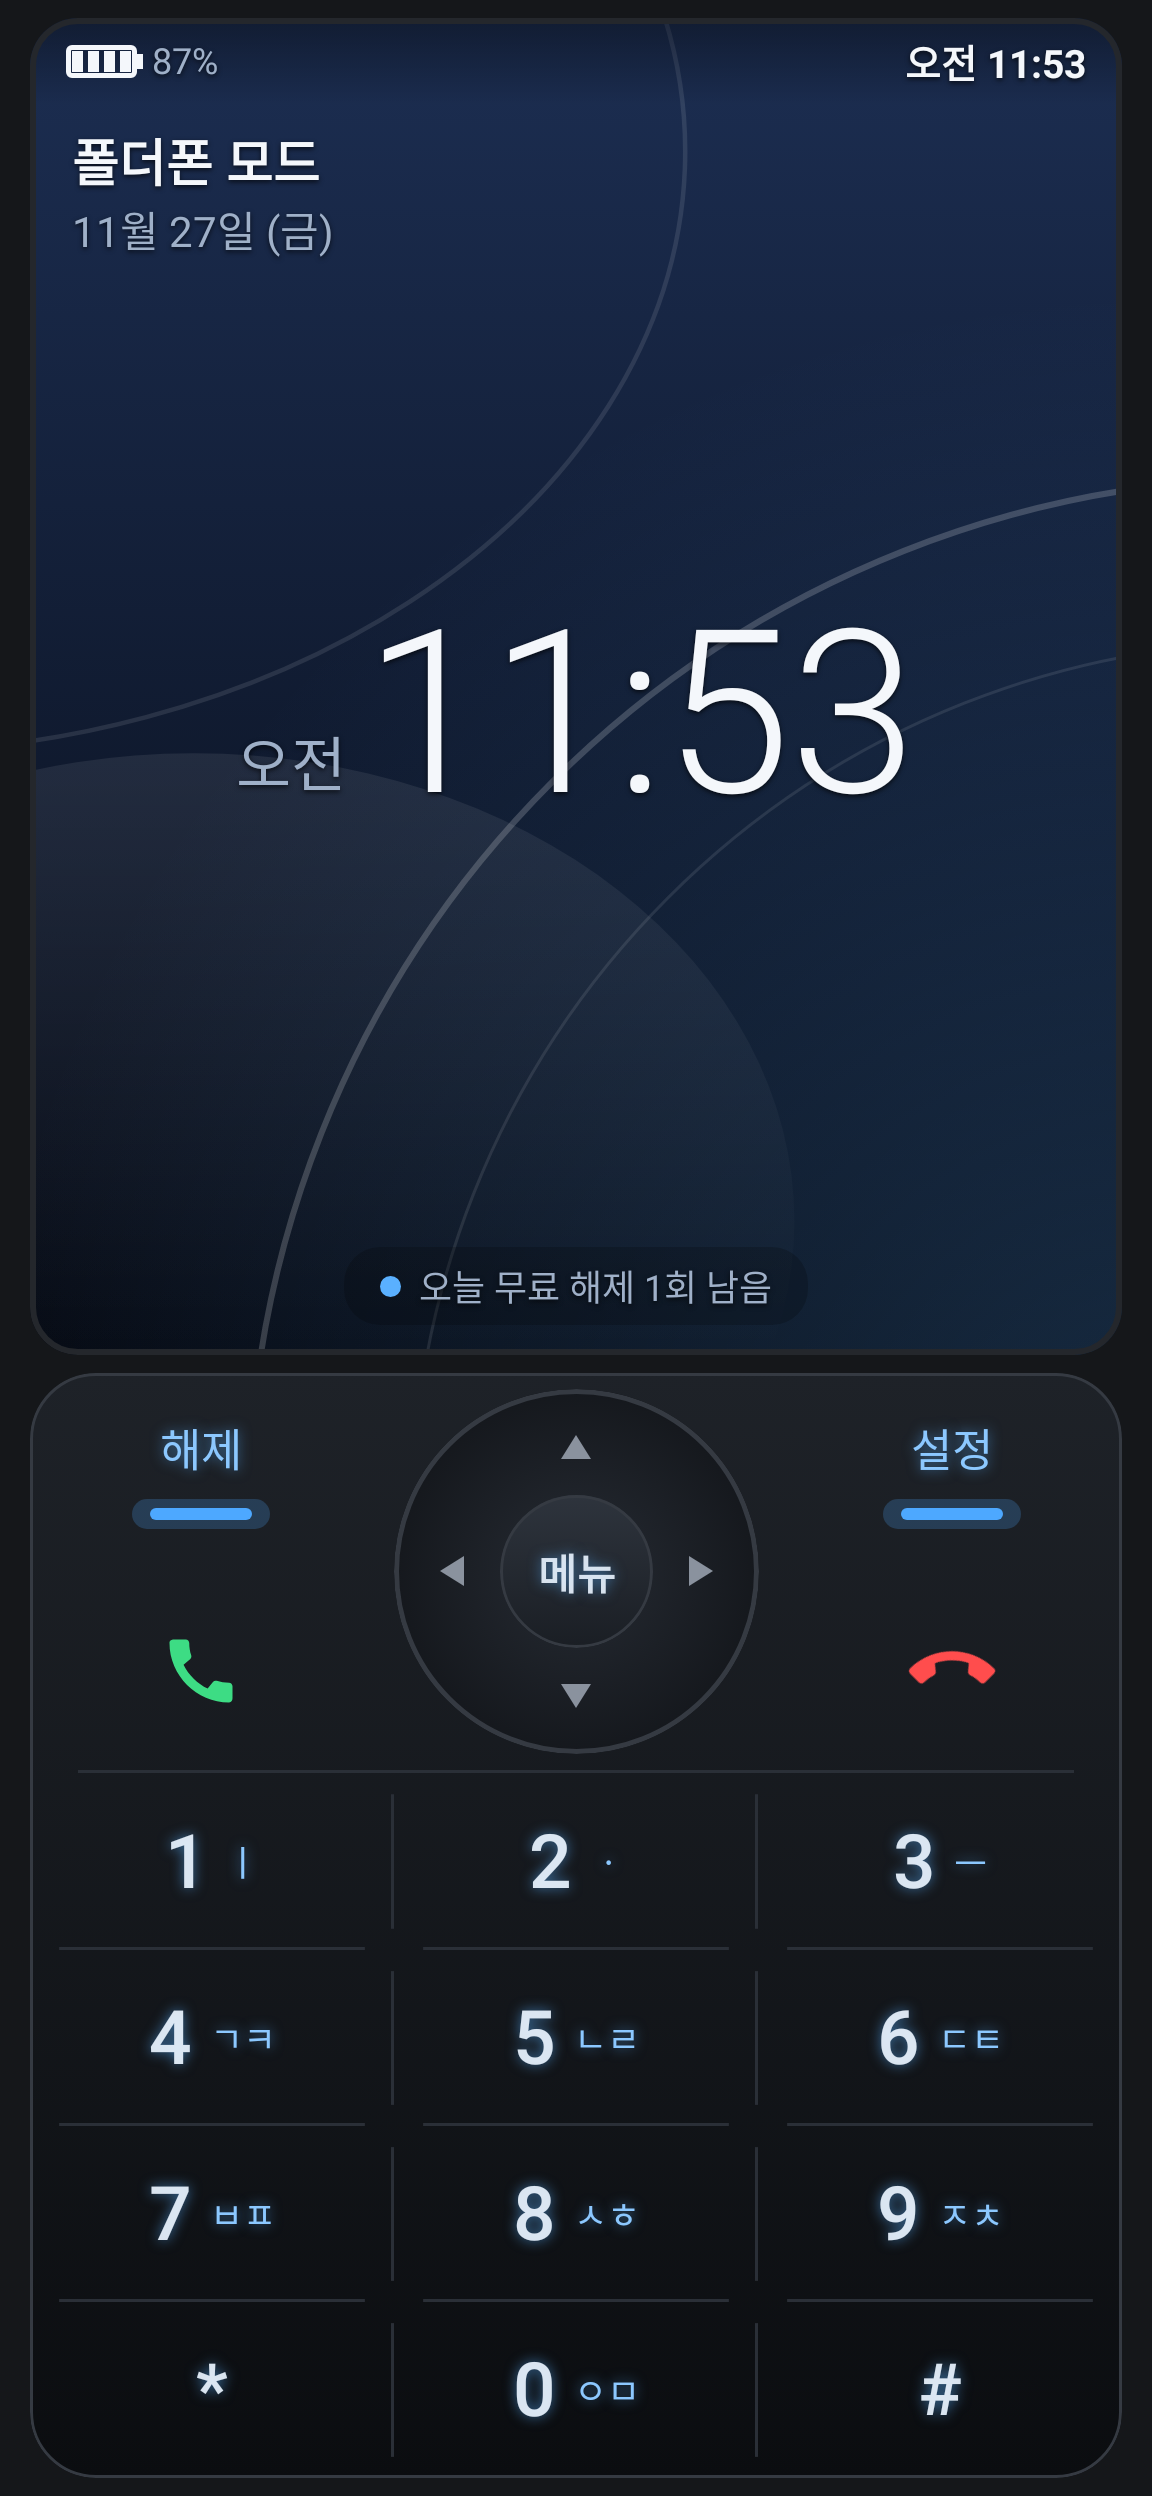 87%
오전 11:53
폴더폰 모드
11월 27일 (금)
오전 11:53
오늘 무료 해제 1회 남음
해제
설정
메뉴
1 ㅣ
2 ·
3 ㅡ
4 ㄱㅋ
5 ㄴㄹ
6 ㄷㅌ
7 ㅂㅍ
8 ㅅㅎ
9 ㅈㅊ
*
0 ㅇㅁ
#